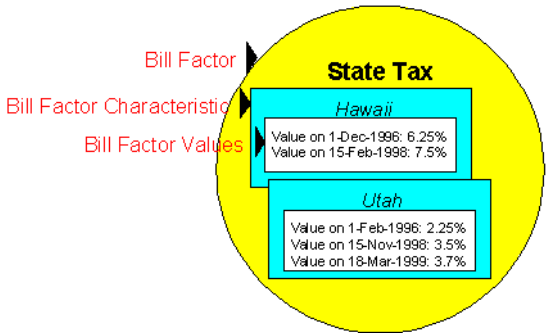 Bill Factor
State Tax
Bill Factor Characteristic
Hawaii
Bill Factor Values
Value on 1-Dec-1996: 6.25%
Value on 15-Feb-1998: 7.5%
Utah
Value on 1-Feb-1996: 2.25%
Value on 15-Nov-1998: 3.5%
Value on 18-Mar-1999: 3.7%